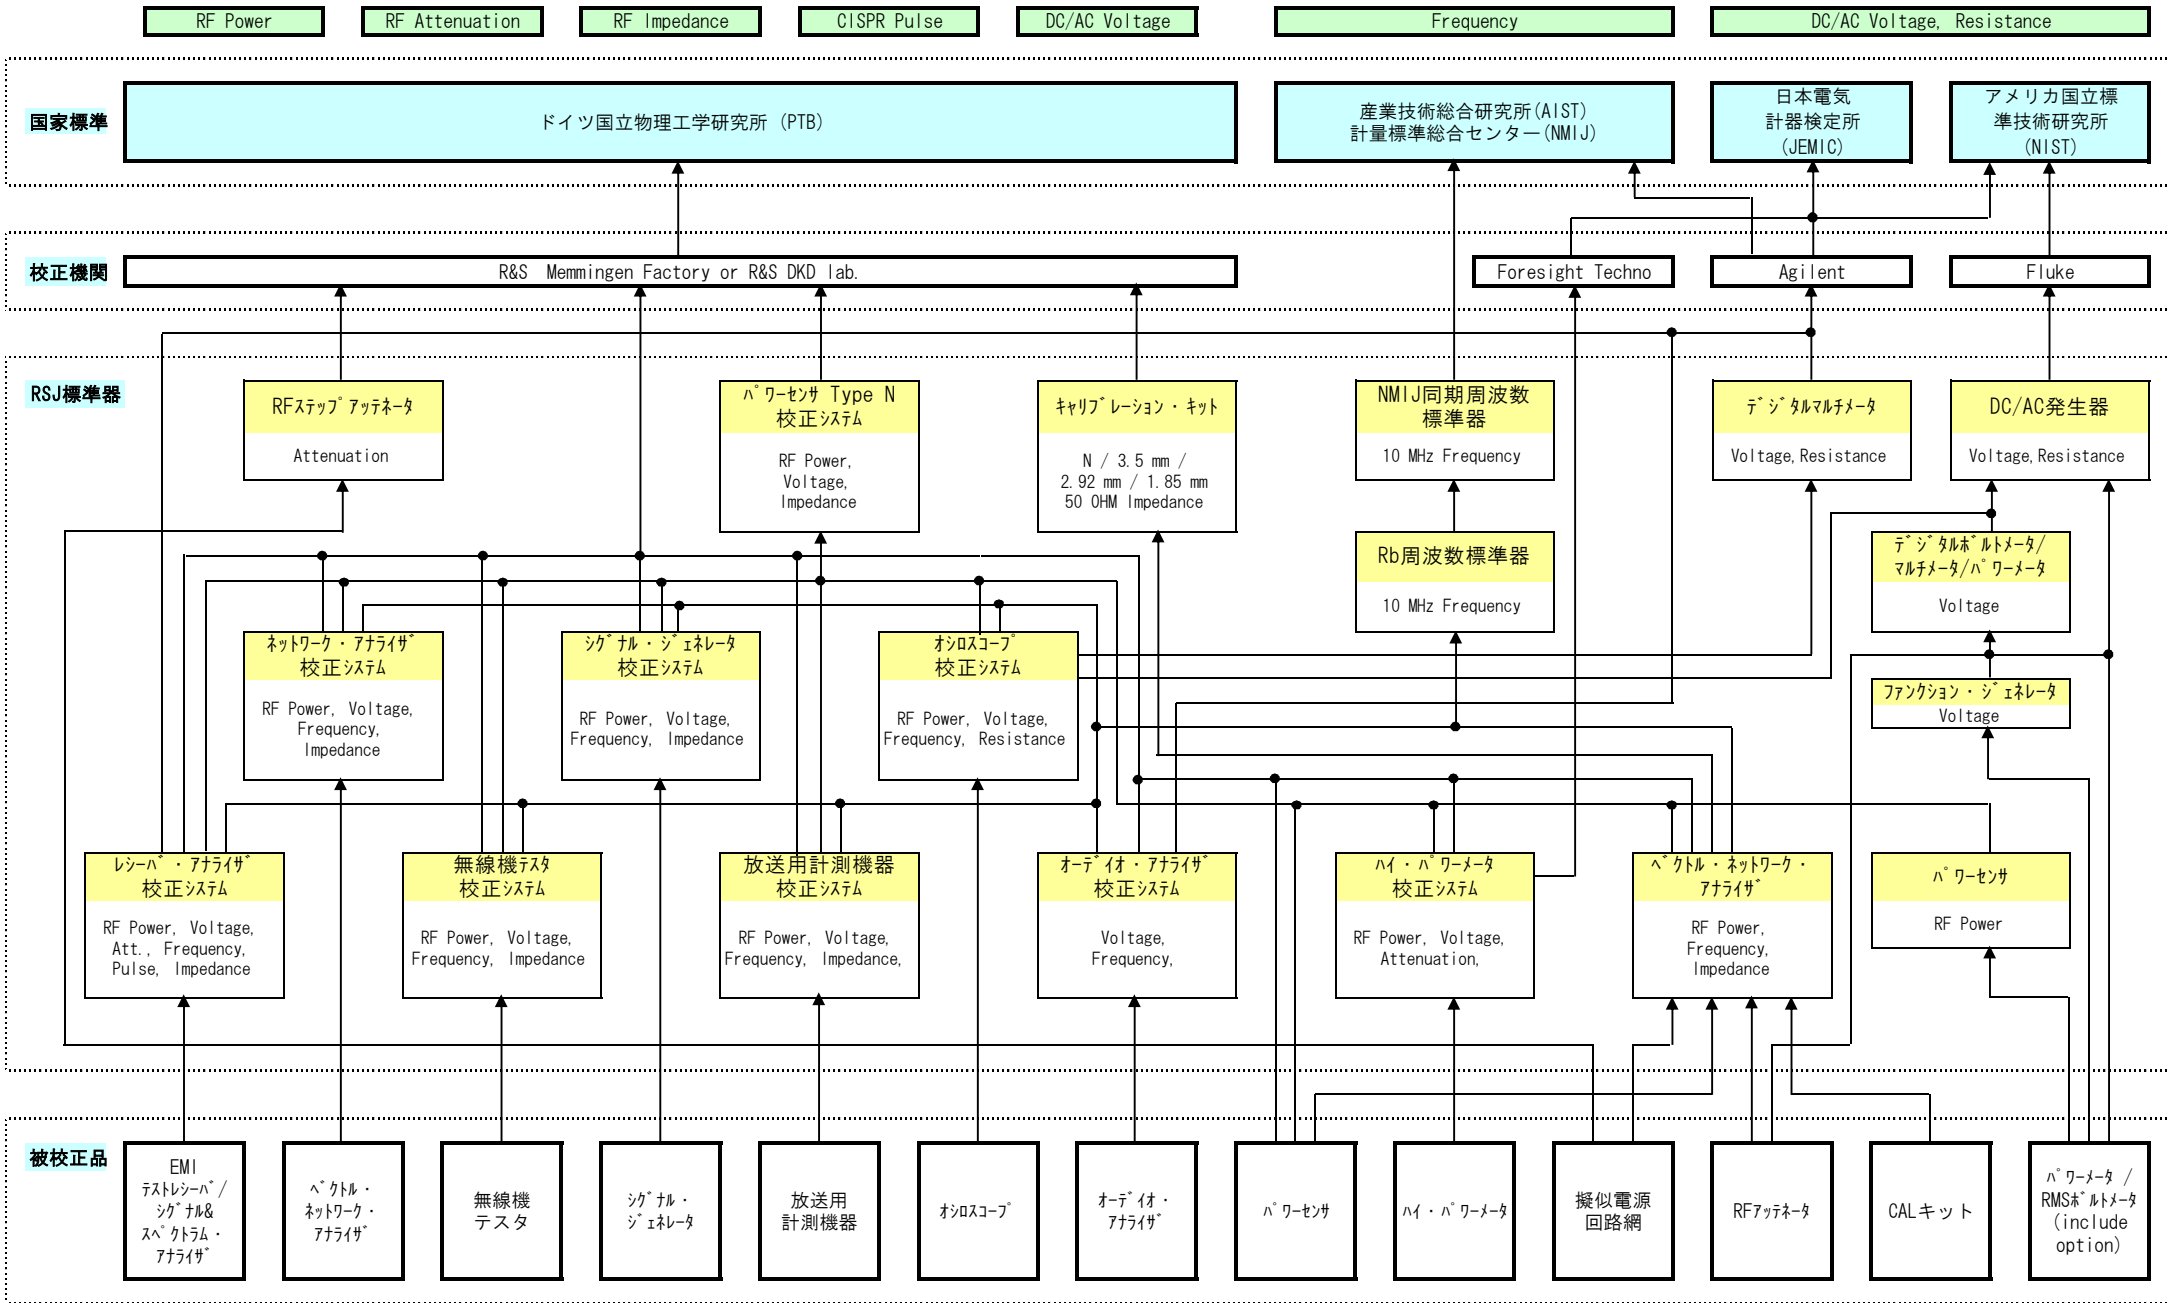 RF Power
RF Attenuation
RF Impedance
CISPR Pulse
DC/AC Voltage
Frequency
DC/AC Voltage, Resistance
国家標準
ドイツ国立物理工学研究所 (PTB)
産業技術総合研究所(AIST)
計量標準総合センター(NMIJ)
日本電気
計器検定所
(JEMIC)
アメリカ国立標
準技術研究所
(NIST)
校正機関
R&S Memmingen Factory or R&S DKD lab.
Foresight Techno
Agilent
Fluke
RSJ標準器
RFｽﾃｯﾌﾟｱｯﾃﾈｰﾀ
Attenuation
ﾊﾟﾜｰｾﾝｻ Type N
校正ｼｽﾃﾑ
RF Power,
Voltage,
Impedance
ｷｬﾘﾌﾞﾚｰｼｮﾝ・ｷｯﾄ
N / 3.5 mm /
2.92 mm / 1.85 mm
50 OHM Impedance
NMIJ同期周波数
標準器
10 MHz Frequency
ﾃﾞｼﾞﾀﾙﾏﾙﾁﾒｰﾀ
Voltage,Resistance
DC/AC発生器
Voltage,Resistance
Rb周波数標準器
10 MHz Frequency
ﾃﾞｼﾞﾀﾙﾎﾞﾙﾄﾒｰﾀ/
ﾏﾙﾁﾒｰﾀ/ﾊﾟﾜｰﾒｰﾀ
Voltage
ﾈｯﾄﾜｰｸ・ｱﾅﾗｲｻﾞ
校正ｼｽﾃﾑ
RF Power, Voltage,
Frequency,
Impedance
ｼｸﾞﾅﾙ・ｼﾞｪﾈﾚｰﾀ
校正ｼｽﾃﾑ
RF Power, Voltage,
Frequency, Impedance
ｵｼﾛｽｺｰﾌﾟ
校正ｼｽﾃﾑ
RF Power, Voltage,
Frequency, Resistance
ﾌｧﾝｸｼｮﾝ・ｼﾞｪﾈﾚｰﾀ
Voltage
ﾚｼｰﾊﾞ・ｱﾅﾗｲｻﾞ
校正ｼｽﾃﾑ
RF Power, Voltage,
Att., Frequency,
Pulse, Impedance
無線機ﾃｽﾀ
校正ｼｽﾃﾑ
RF Power, Voltage,
Frequency, Impedance
放送用計測機器
校正ｼｽﾃﾑ
RF Power, Voltage,
Frequency, Impedance,
ｵｰﾃﾞｨｵ・ｱﾅﾗｲｻﾞ
校正ｼｽﾃﾑ
Voltage,
Frequency,
ﾊｲ・ﾊﾟﾜｰﾒｰﾀ
校正ｼｽﾃﾑ
RF Power, Voltage,
Attenuation,
ﾍﾞｸﾄﾙ・ﾈｯﾄﾜｰｸ・
ｱﾅﾗｲｻﾞ
RF Power,
Frequency,
Impedance
ﾊﾟﾜｰｾﾝｻ
RF Power
被校正品
EMI
ﾃｽﾄﾚｼｰﾊﾞ/
ｼｸﾞﾅﾙ&
ｽﾍﾟｸﾄﾗﾑ・
ｱﾅﾗｲｻﾞ
ﾍﾞｸﾄﾙ・
ﾈｯﾄﾜｰｸ・
ｱﾅﾗｲｻﾞ
無線機
テスタ
ｼｸﾞﾅﾙ・
ｼﾞｪﾈﾚｰﾀ
放送用
計測機器
ｵｼﾛｽｺｰﾌﾟ
ｵｰﾃﾞｨｵ・
ｱﾅﾗｲｻﾞ
ﾊﾟﾜｰｾﾝｻ
ﾊｲ・ﾊﾟﾜｰﾒｰﾀ
擬似電源
回路網
RFｱｯﾃﾈｰﾀ
CALキット
ﾊﾟﾜｰﾒｰﾀ /
RMSﾎﾞﾙﾄﾒｰﾀ
(include
option)